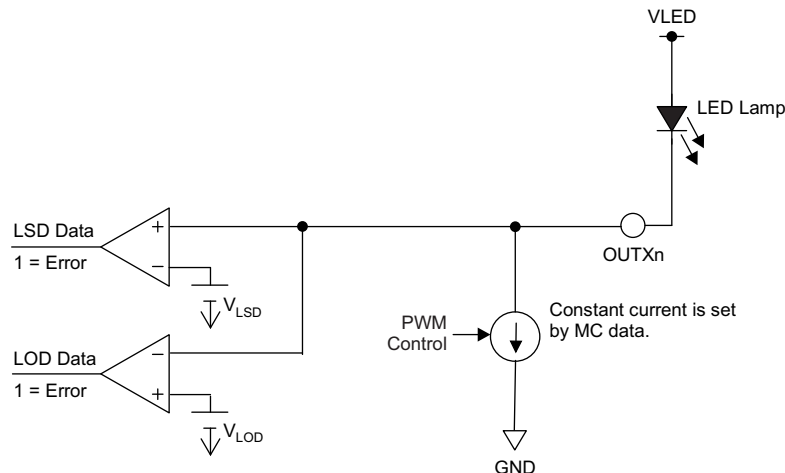 VLED
LED Lamp
LSD Data
1 = Error
+
−
V_LSD
OUTXn
PWM
Control
Constant current is set
by MC data.
LOD Data
1 = Error
−
+
V_LOD
GND